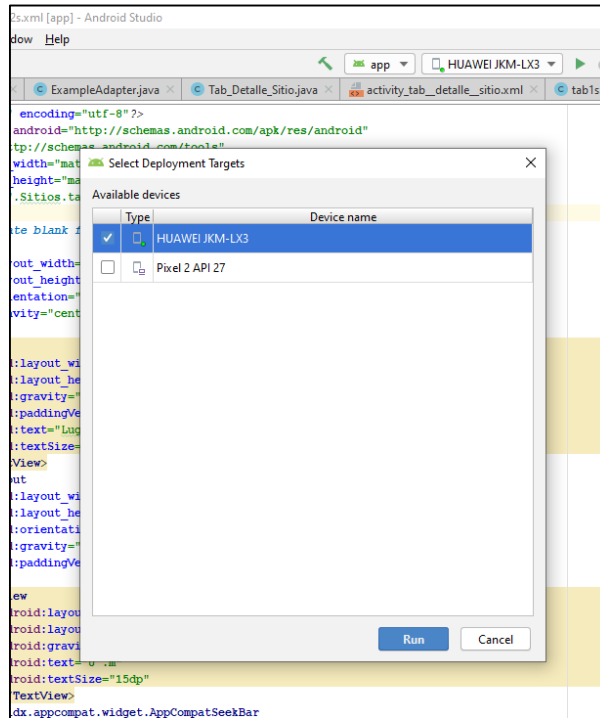 2s.xml [app] - Android Studio
dow Help
app HUAWEI JKM-LX3
ExampleAdapter.java Tab_Detalle_Sitio.java activity_tab__detalle__sitio.xml tab1s
encoding="utf-8"?>
android="http://schemas.android.com/apk/res/android"
tp://schemas.android.com/tools"
width="mat
height="ma
".Sitios.ta
te blank f
out_width=
out_height
entation="
vity="cent
:layout_wi
:layout_he
:gravity="
:paddingVe
:text="Lug
:textSize=
View>
out
:layout_wi
:layout_he
:orientati
:gravity="
:paddingVe
ew
droid:layou
droid:layou
droid:gravi
droid:text="0 .m"
droid:textSize="15dp"
TextView>
dx.appcompat.widget.AppCompatSeekBar
Select Deployment Targets
Available devices
Type Device name
HUAWEI JKM-LX3
Pixel 2 API 27
Run Cancel